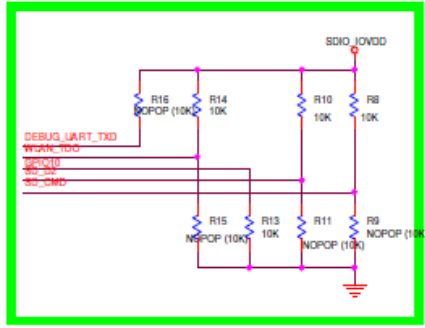 SDIO_IOVDD
R16
NOPOP (10K)
R14
10K
R10
10K
R8
10K
DEBUG_UART_TXD
WLAN_TDO
GPIO10
SD_D2
SD_CMD
R15
NOPOP (10K)
R13
10K
R11
NOPOP (10K)
R9
NOPOP (10K